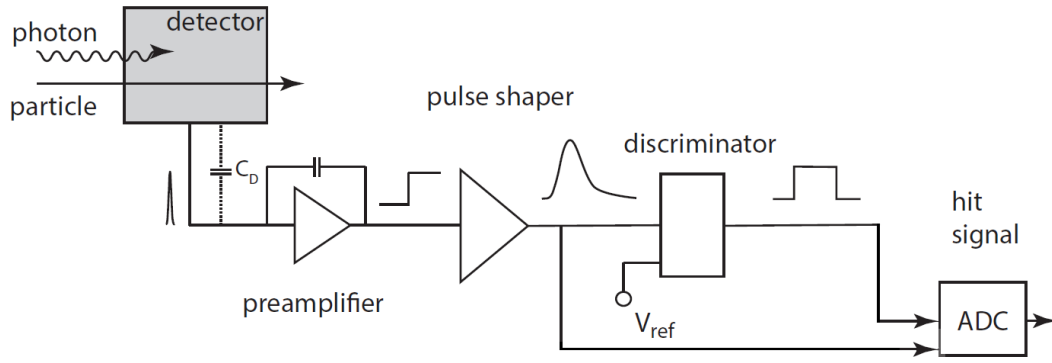 photon
detector
particle
pulse shaper
discriminator
C_D
hit
signal
preamplifier
V_ref
ADC